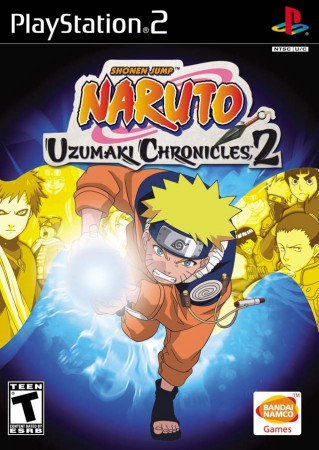 PlayStation®2
NTSC U/C
SHONEN JUMP
NARUTO
UZUMAKI CHRONICLES 2
TEEN
T
CONTENT RATED BY
ESRB
BANDAI
NAMCO
Games